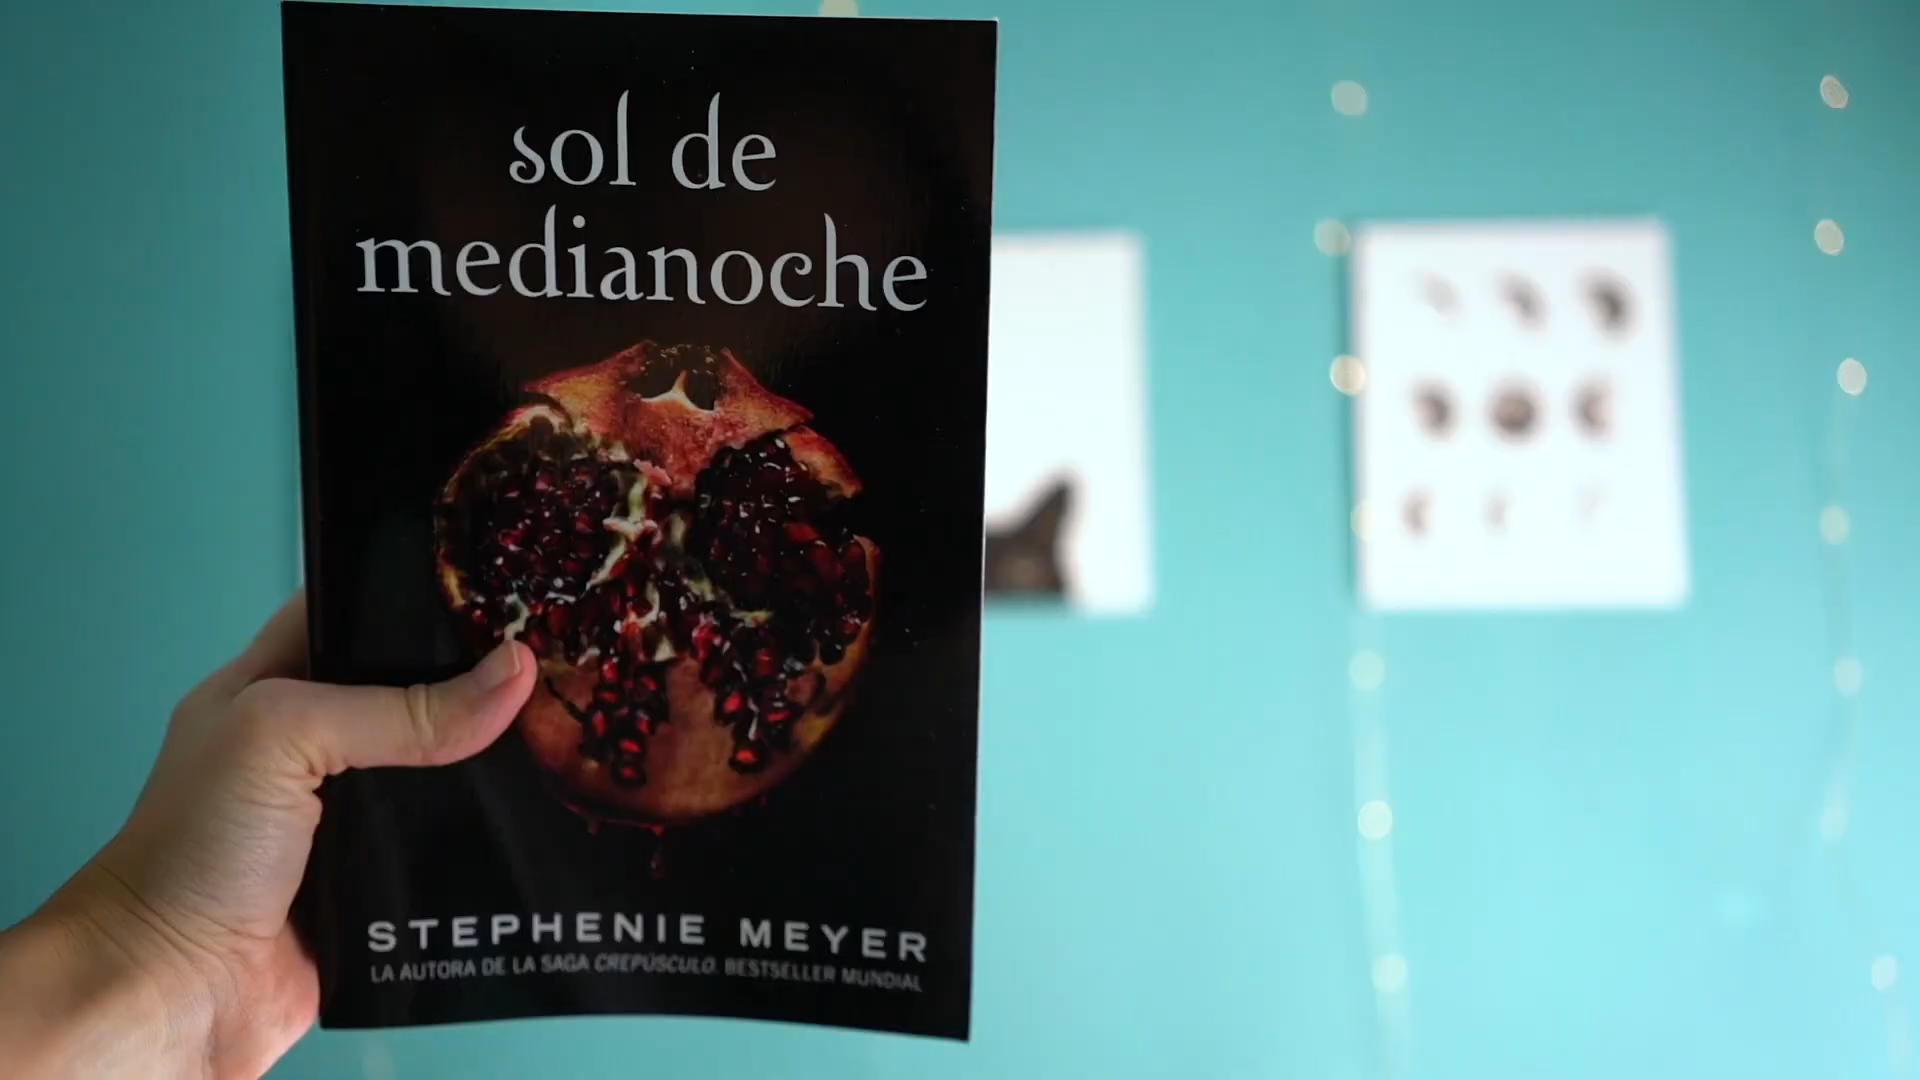 sol de
medianoche
STEPHENIE MEYER
LA AUTORA DE LA SAGA CREPÚSCULO. BESTSELLER MUNDIAL